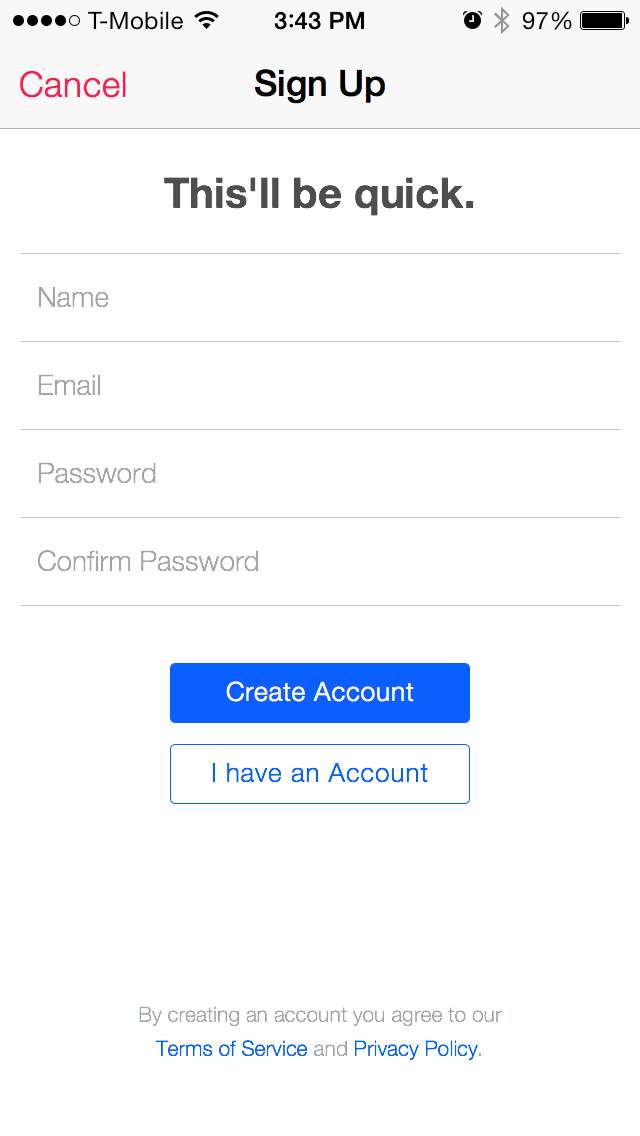 T-Mobile 3:43 PM 97%
Cancel Sign Up
This'll be quick.
Name
Email
Password
Confirm Password
Create Account
I have an Account
By creating an account you agree to our
Terms of Service and Privacy Policy.